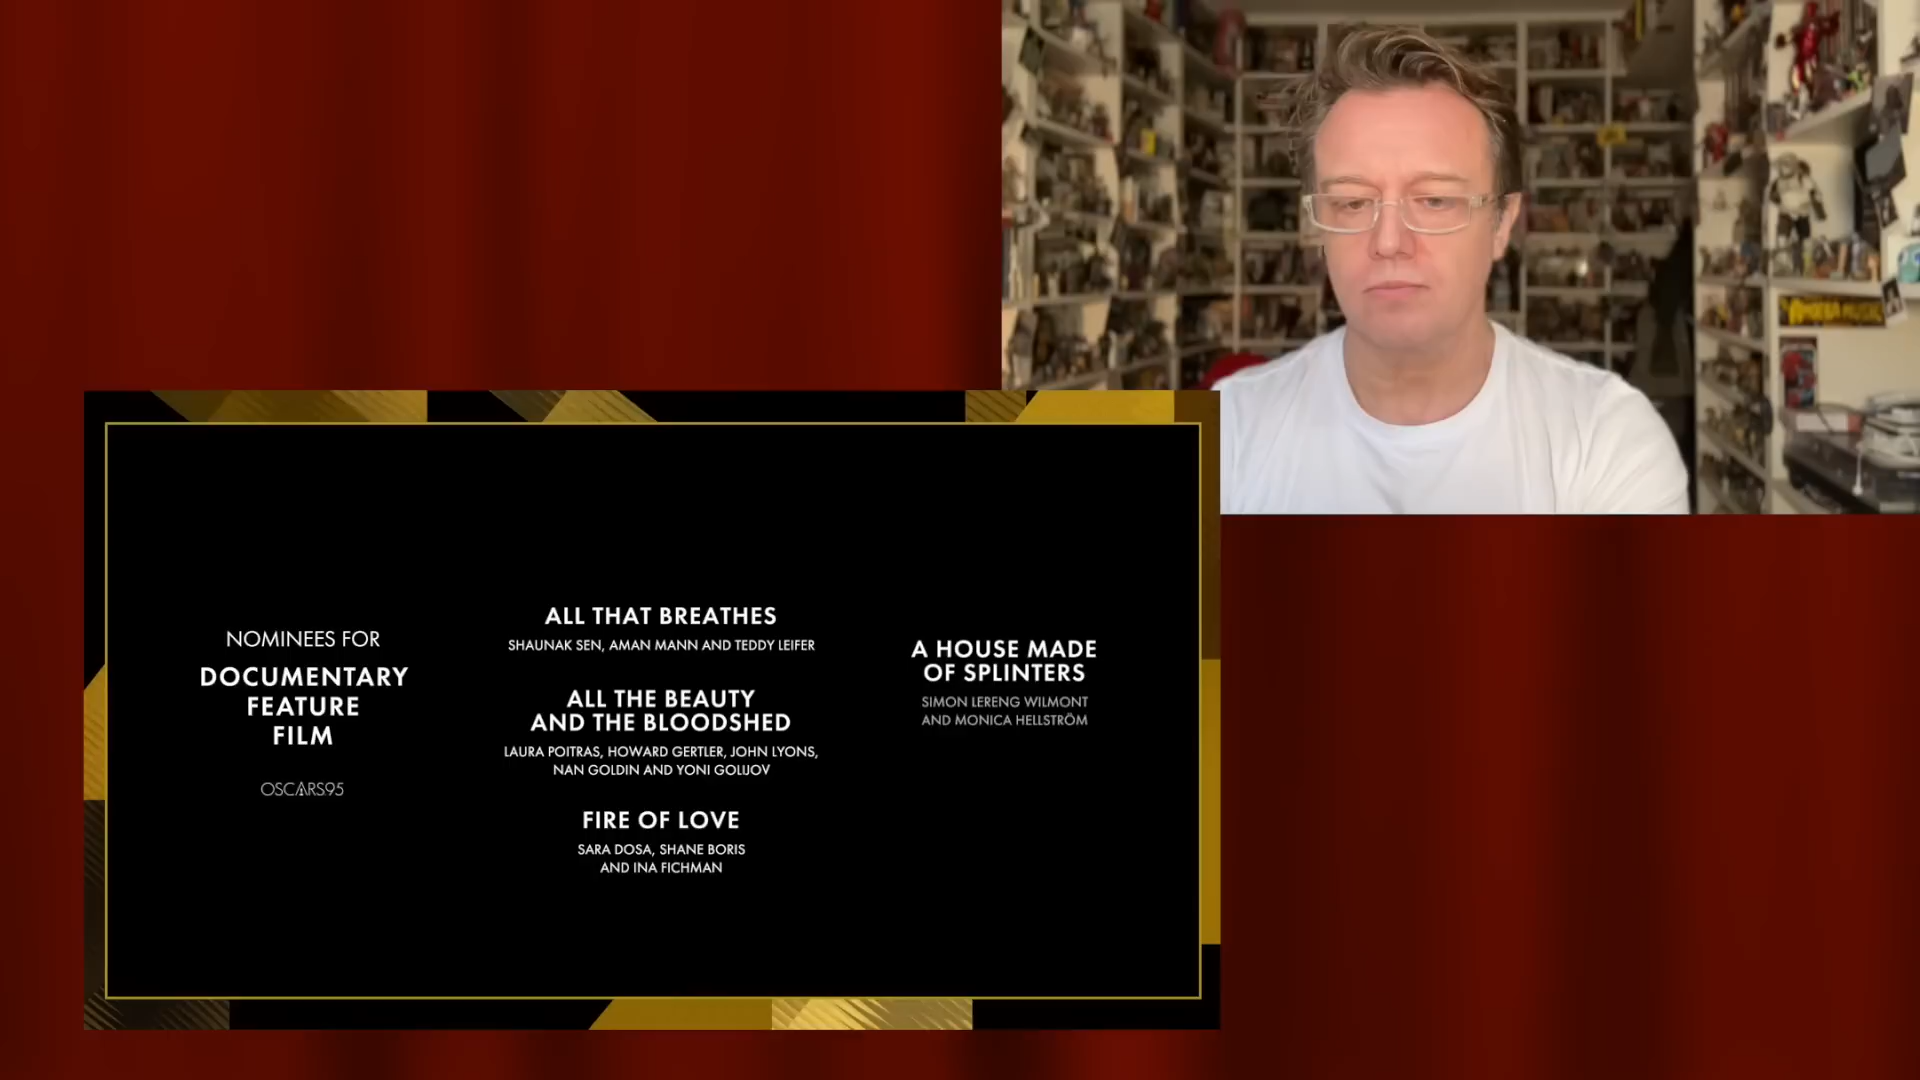 NOMINEES FOR
DOCUMENTARY
FEATURE
FILM
OSCARS95
ALL THAT BREATHES
SHAUNAK SEN, AMAN MANN AND TEDDY LEIFER
ALL THE BEAUTY
AND THE BLOODSHED
LAURA POITRAS, HOWARD GERTLER, JOHN LYONS,
NAN GOLDIN AND YONI GOLIJOV
FIRE OF LOVE
SARA DOSA, SHANE BORIS
AND INA FICHMAN
A HOUSE MADE
OF SPLINTERS
SIMON LERENG WILMONT
AND MONICA HELLSTRÖM